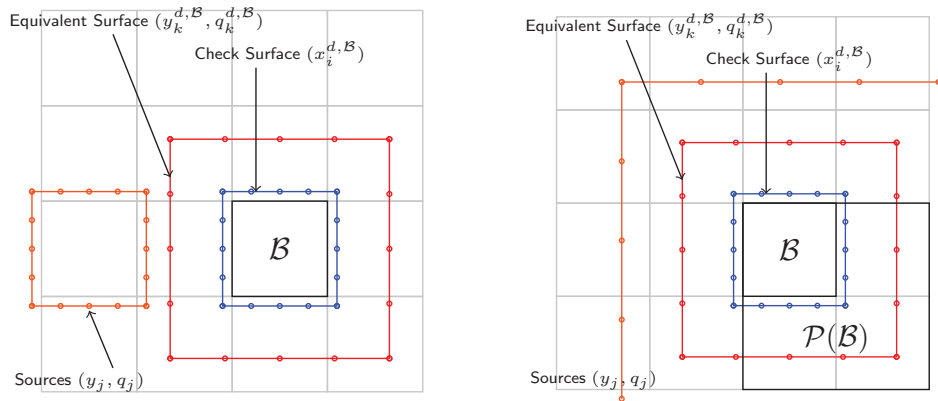 Equivalent Surface (y_k^{d,ℬ}, q_k^{d,ℬ})
Check Surface (x_i^{d,ℬ})
ℬ
Sources (y_j, q_j)
Equivalent Surface (y_k^{d,ℬ}, q_k^{d,ℬ})
Check Surface (x_i^{d,ℬ})
ℬ
𝒫(ℬ)
Sources (y_j, q_j)